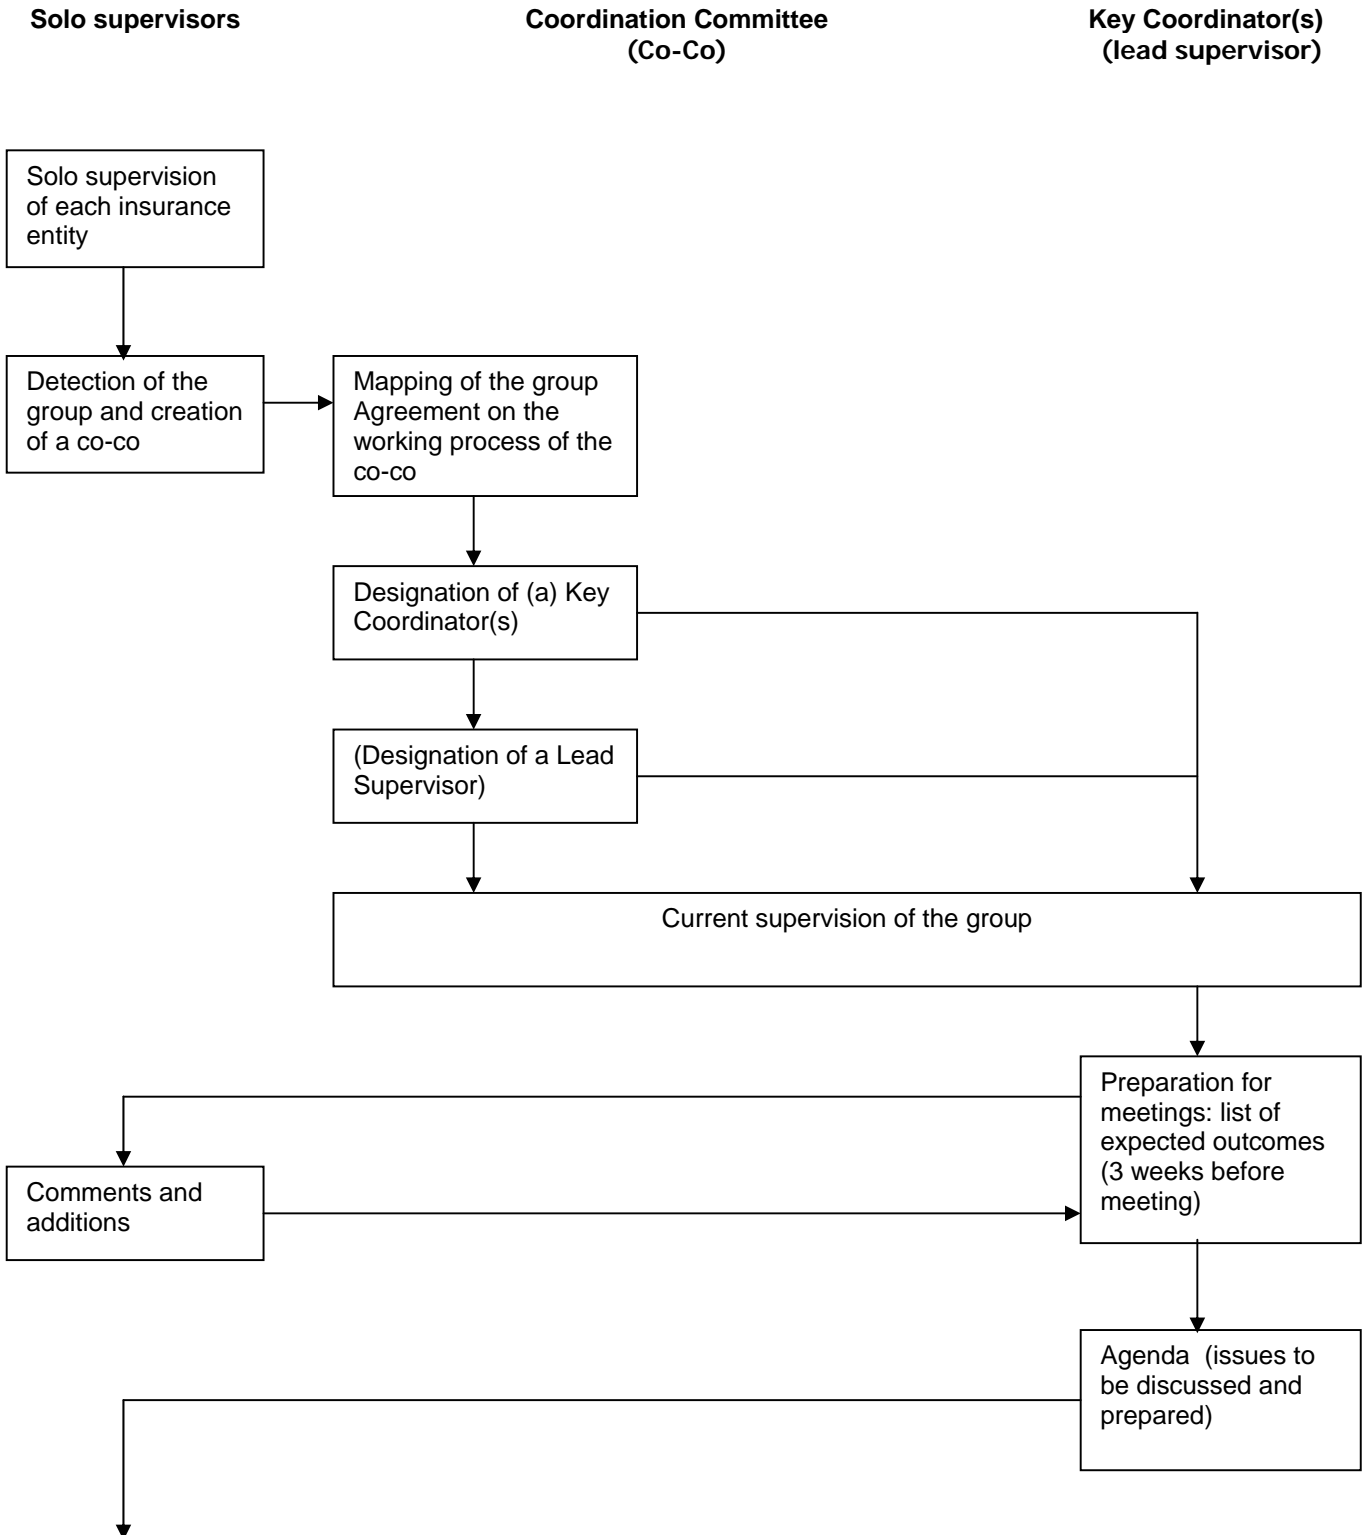 Solo supervisors
Coordination Committee
(Co-Co)
Key Coordinator(s)
(lead supervisor)
Solo supervision
of each insurance
entity
Detection of the
group and creation
of a co-co
Mapping of the group
Agreement on the
working process of the
co-co
Designation of (a) Key
Coordinator(s)
(Designation of a Lead
Supervisor)
Current supervision of the group
Preparation for
meetings: list of
expected outcomes
(3 weeks before
meeting)
Comments and
additions
Agenda  (issues to
be discussed and
prepared)